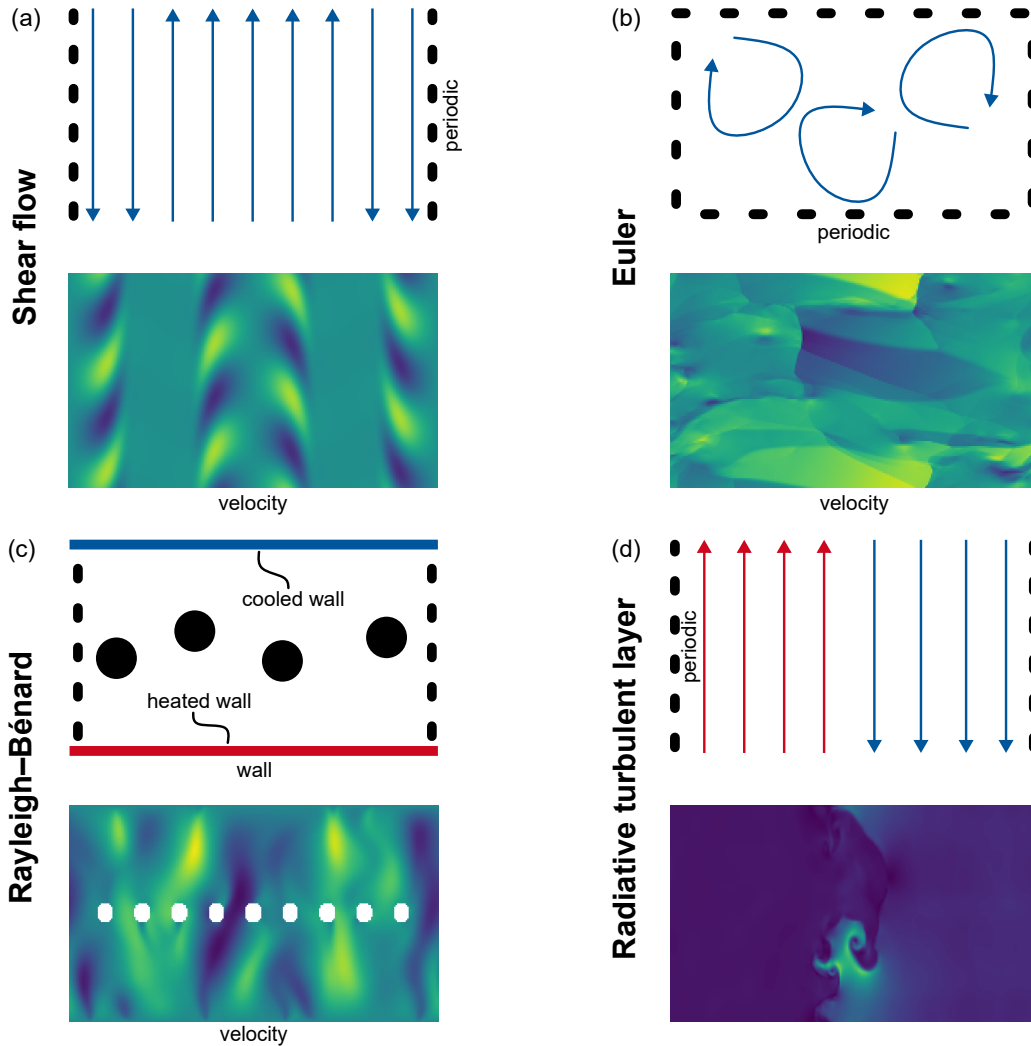 (a)
periodic
Shear flow
velocity
(b)
periodic
Euler
velocity
(c)
cooled wall
heated wall
wall
Rayleigh–Bénard
velocity
(d)
periodic
Radiative turbulent layer